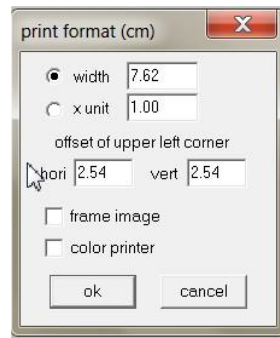 print format (cm)
width 7.62
x unit 1.00
offset of upper left corner
hori 2.54 vert 2.54
frame image
color printer
ok cancel